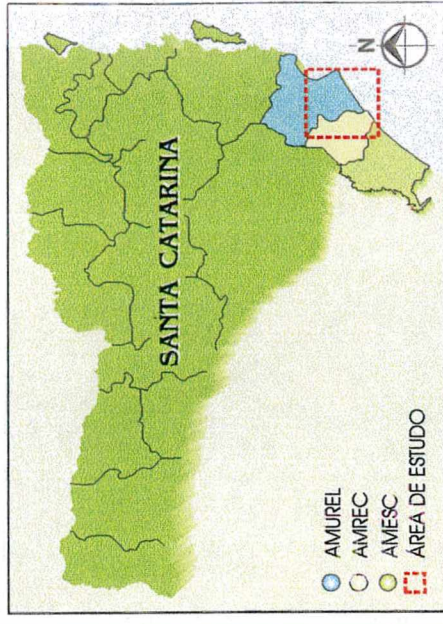 SANTA CATARINA
N
AMUREL
AMREC
AMESC
ÁREA DE ESTUDO